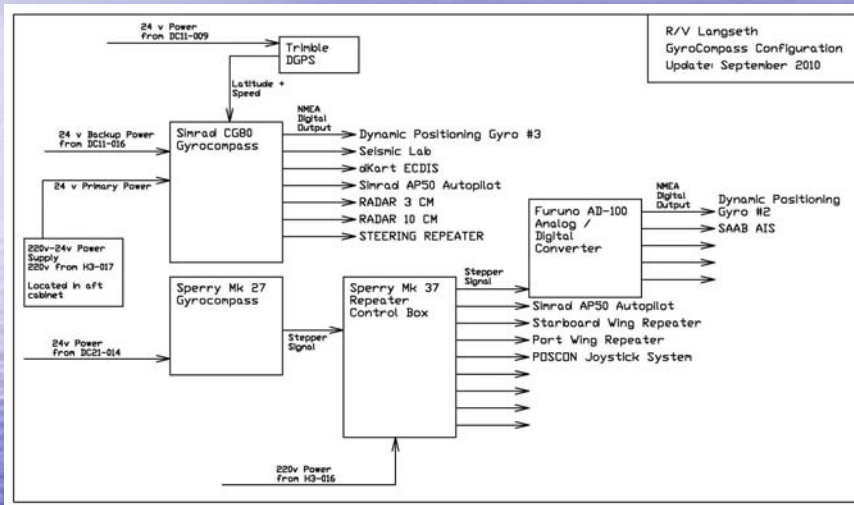 24 v Power
from DC11-009
Trimble
DGPS
R/V Langseth
GyroCompass Configuration
Update: September 2010
Latitude +
Speed
24 v Backup Power
from DC11-016
Simrad CG80
Gyrocompass
NMEA
Digital
Output
Dynamic Positioning Gyro #3
Seismic Lab
dKart ECDIS
Simrad AP50 Autopilot
RADAR 3 CM
RADAR 10 CM
STEERING REPEATER
24 v Primary Power
220v-24v Power
Supply
220v from H3-017
Located in aft
cabinet
Furuno AD-100
Analog /
Digital
Converter
NMEA
Digital
Output
Dynamic Positioning
Gyro #2
SAAB AIS
Sperry Mk 27
Gyrocompass
Stepper
Signal
Sperry Mk 37
Repeater
Control Box
Stepper
Signal
Simrad AP50 Autopilot
Starboard Wing Repeater
Port Wing Repeater
POSCON Joystick System
24v Power
from DC21-014
220v Power
from H3-016